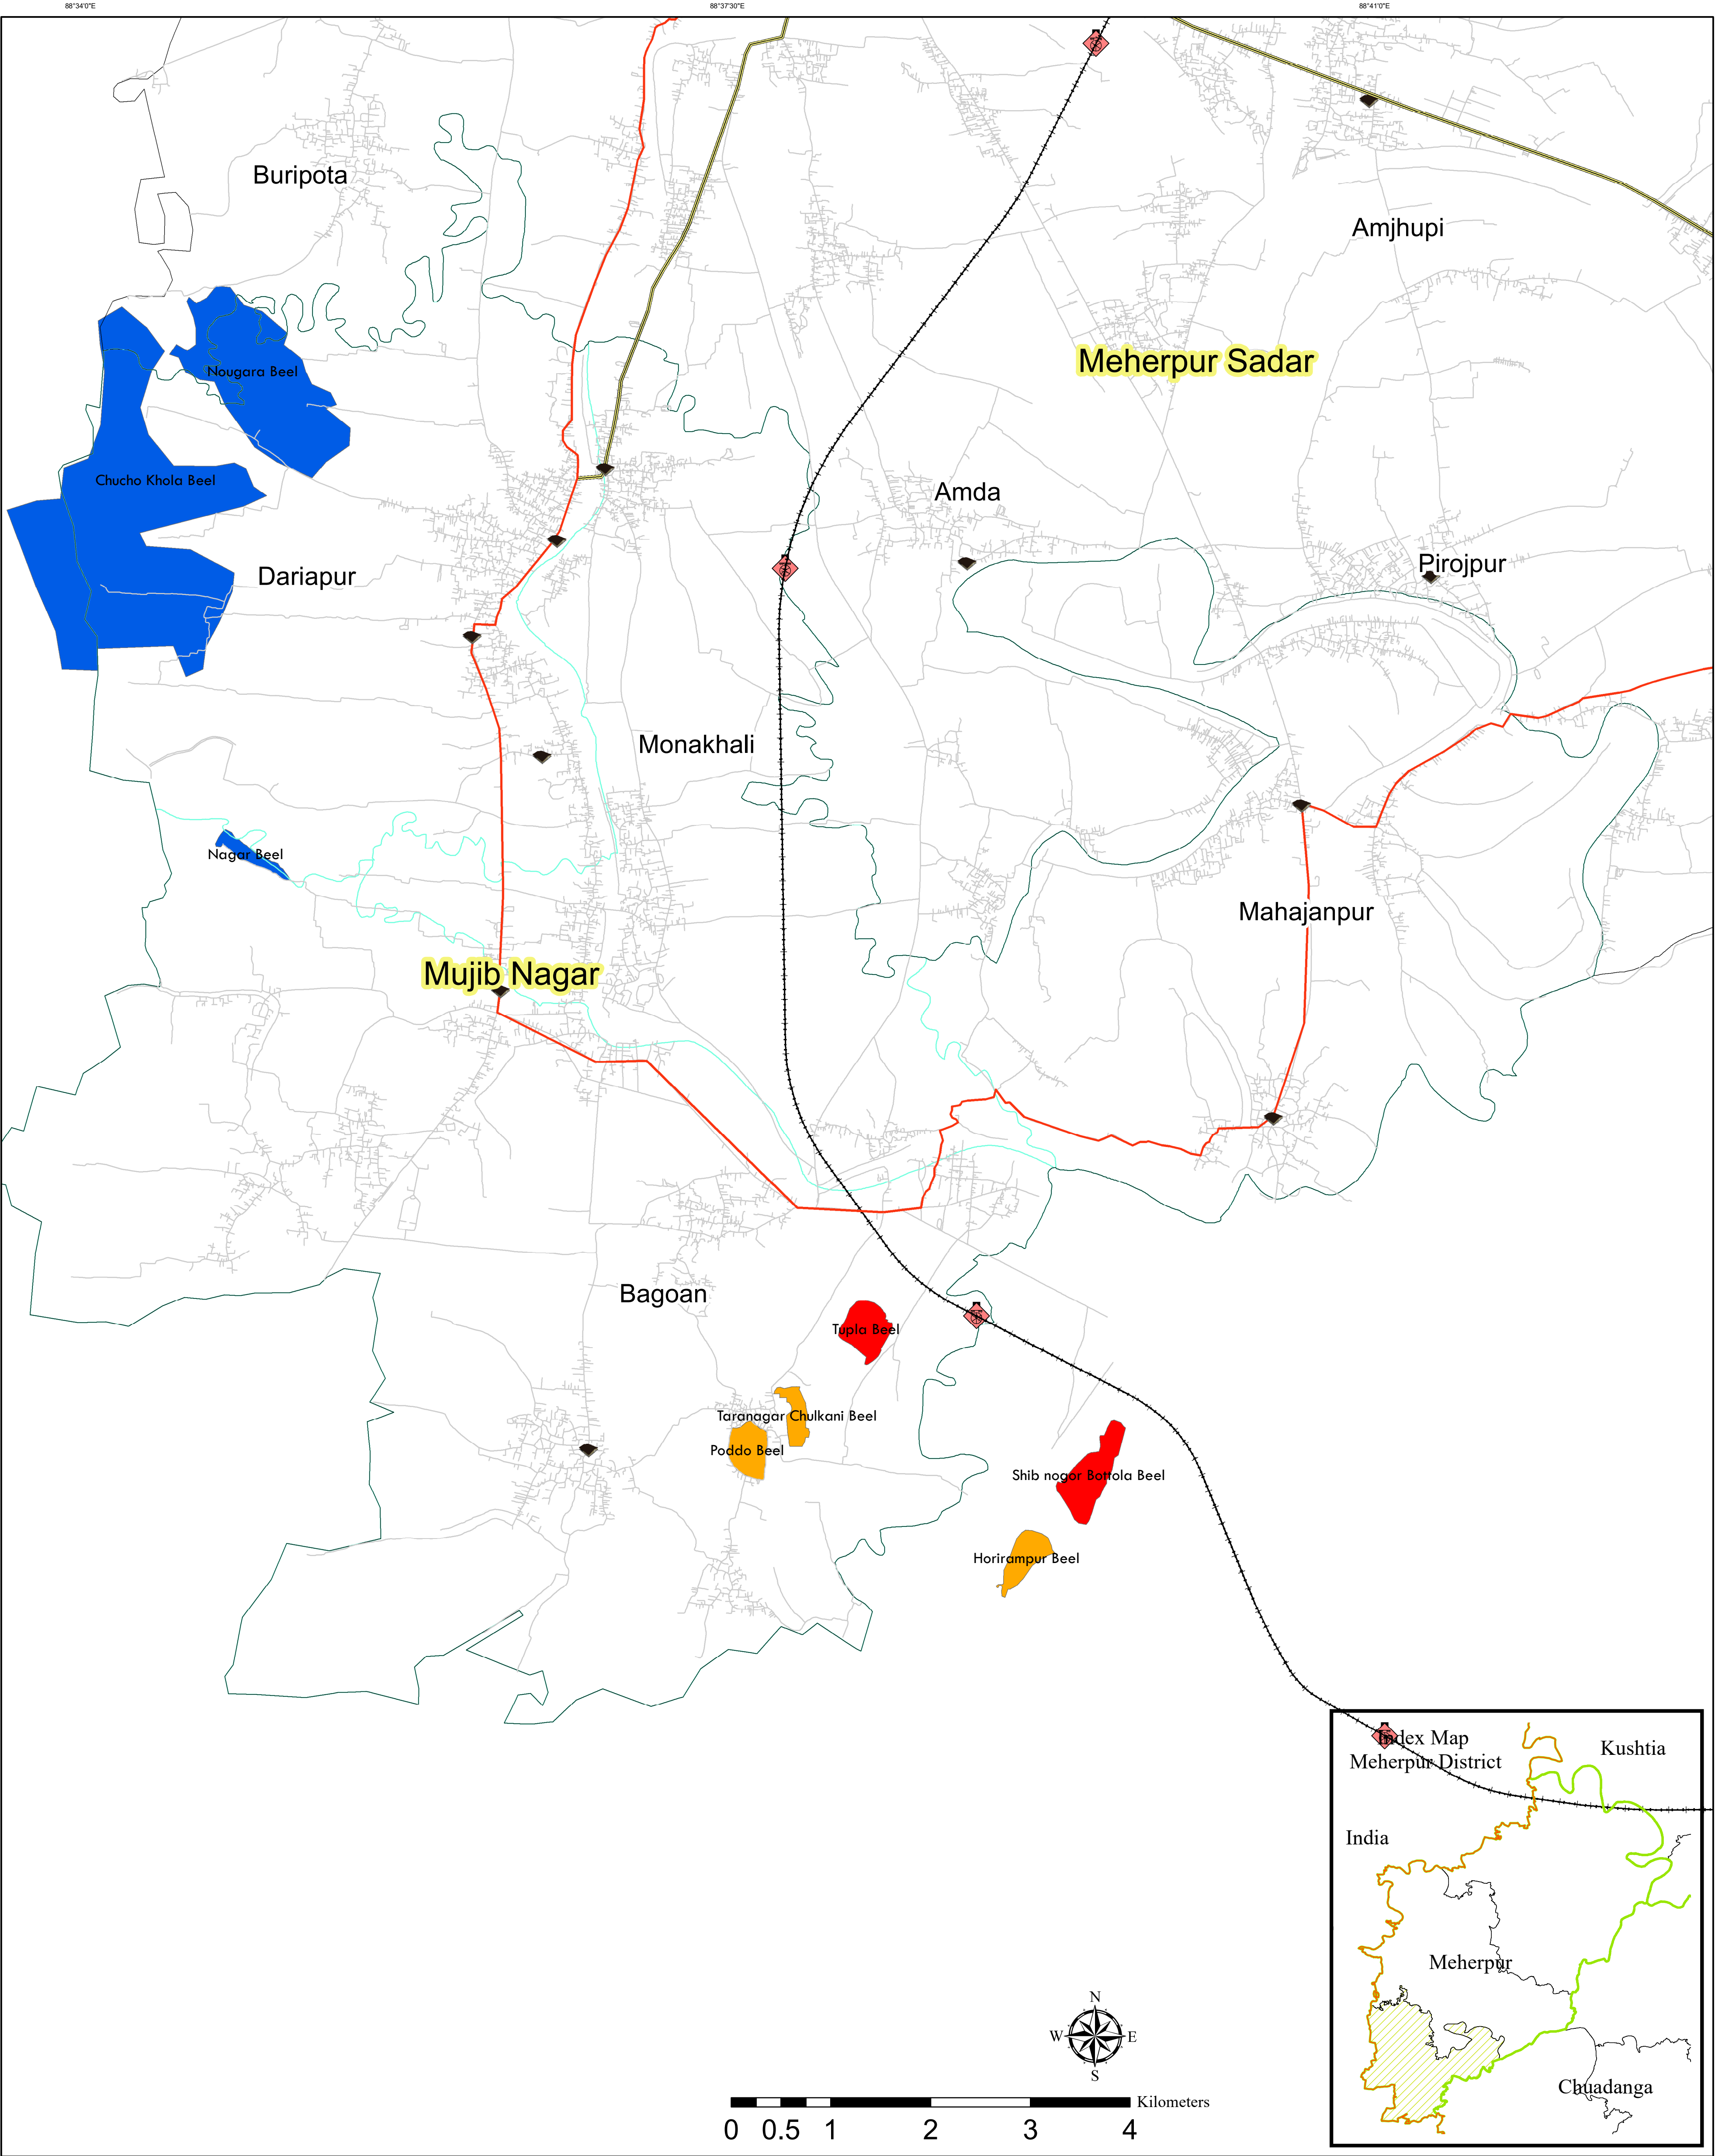 88°34'0"E
88°37'30"E
88°41'0"E
Buripota
Amjhupi
Meherpur Sadar
Nougara Beel
Chucho Khola Beel
Amda
Pirojpur
Dariapur
Monakhali
Nagar Beel
Mahajanpur
Mujib Nagar
Bagoan
Tupla Beel
Taranagar Chulkani Beel
Poddo Beel
Shib nogor Bottola Beel
Horirampur Beel
Index Map
Meherpur District
Kushtia
India
Meherpur
Chuadanga
N
W
E
S
Kilometers
0 0.5 1 2 3 4